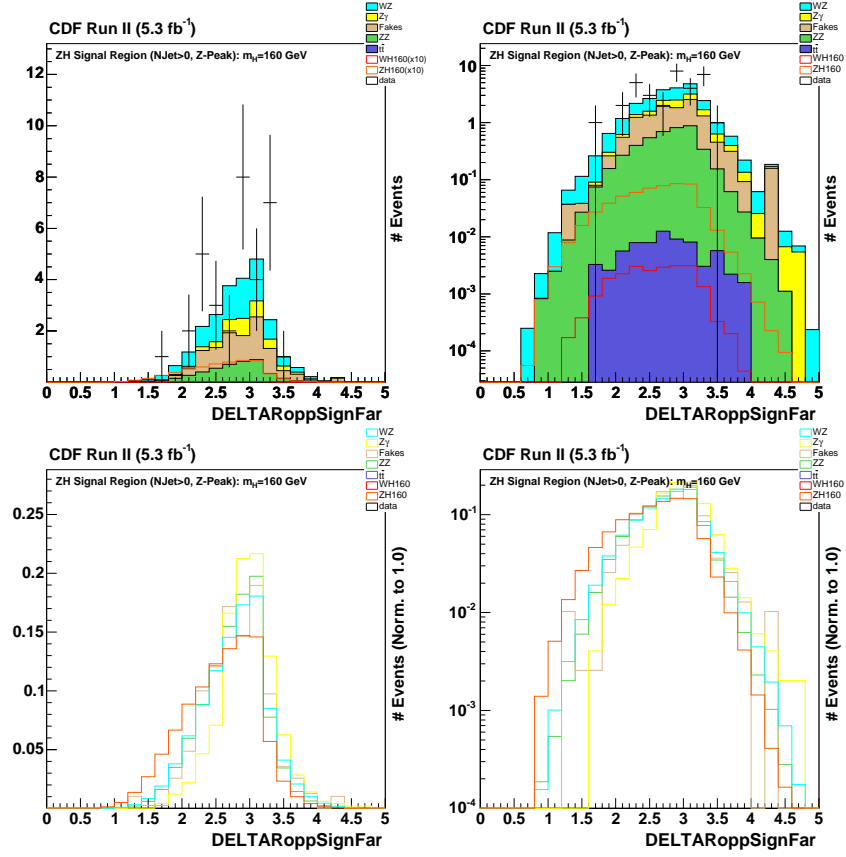 CDF Run II (5.3 fb⁻¹)
ZH Signal Region (NJet>0, Z-Peak): m_H=160 GeV
WZ
Zγ
Fakes
ZZ
tt̄
WH160(x10)
ZH160(x10)
data
12
10
8
6
4
2
0 0.5 1 1.5 2 2.5 3 3.5 4 4.5 5
DELTARoppSignFar
# Events
CDF Run II (5.3 fb⁻¹)
ZH Signal Region (NJet>0, Z-Peak): m_H=160 GeV
WZ
Zγ
Fakes
ZZ
tt̄
WH160
ZH160
data
10
1
10⁻¹
10⁻²
10⁻³
10⁻⁴
0 0.5 1 1.5 2 2.5 3 3.5 4 4.5 5
DELTARoppSignFar
# Events
CDF Run II (5.3 fb⁻¹)
ZH Signal Region (NJet>0, Z-Peak): m_H=160 GeV
WZ
Zγ
Fakes
ZZ
tt̄
WH160
ZH160
data
0.25
0.2
0.15
0.1
0.05
0 0.5 1 1.5 2 2.5 3 3.5 4 4.5 5
DELTARoppSignFar
# Events (Norm. to 1.0)
CDF Run II (5.3 fb⁻¹)
ZH Signal Region (NJet>0, Z-Peak): m_H=160 GeV
WZ
Zγ
Fakes
ZZ
tt̄
WH160
ZH160
data
10⁻¹
10⁻²
10⁻³
10⁻⁴
0 0.5 1 1.5 2 2.5 3 3.5 4 4.5 5
DELTARoppSignFar
# Events (Norm. to 1.0)